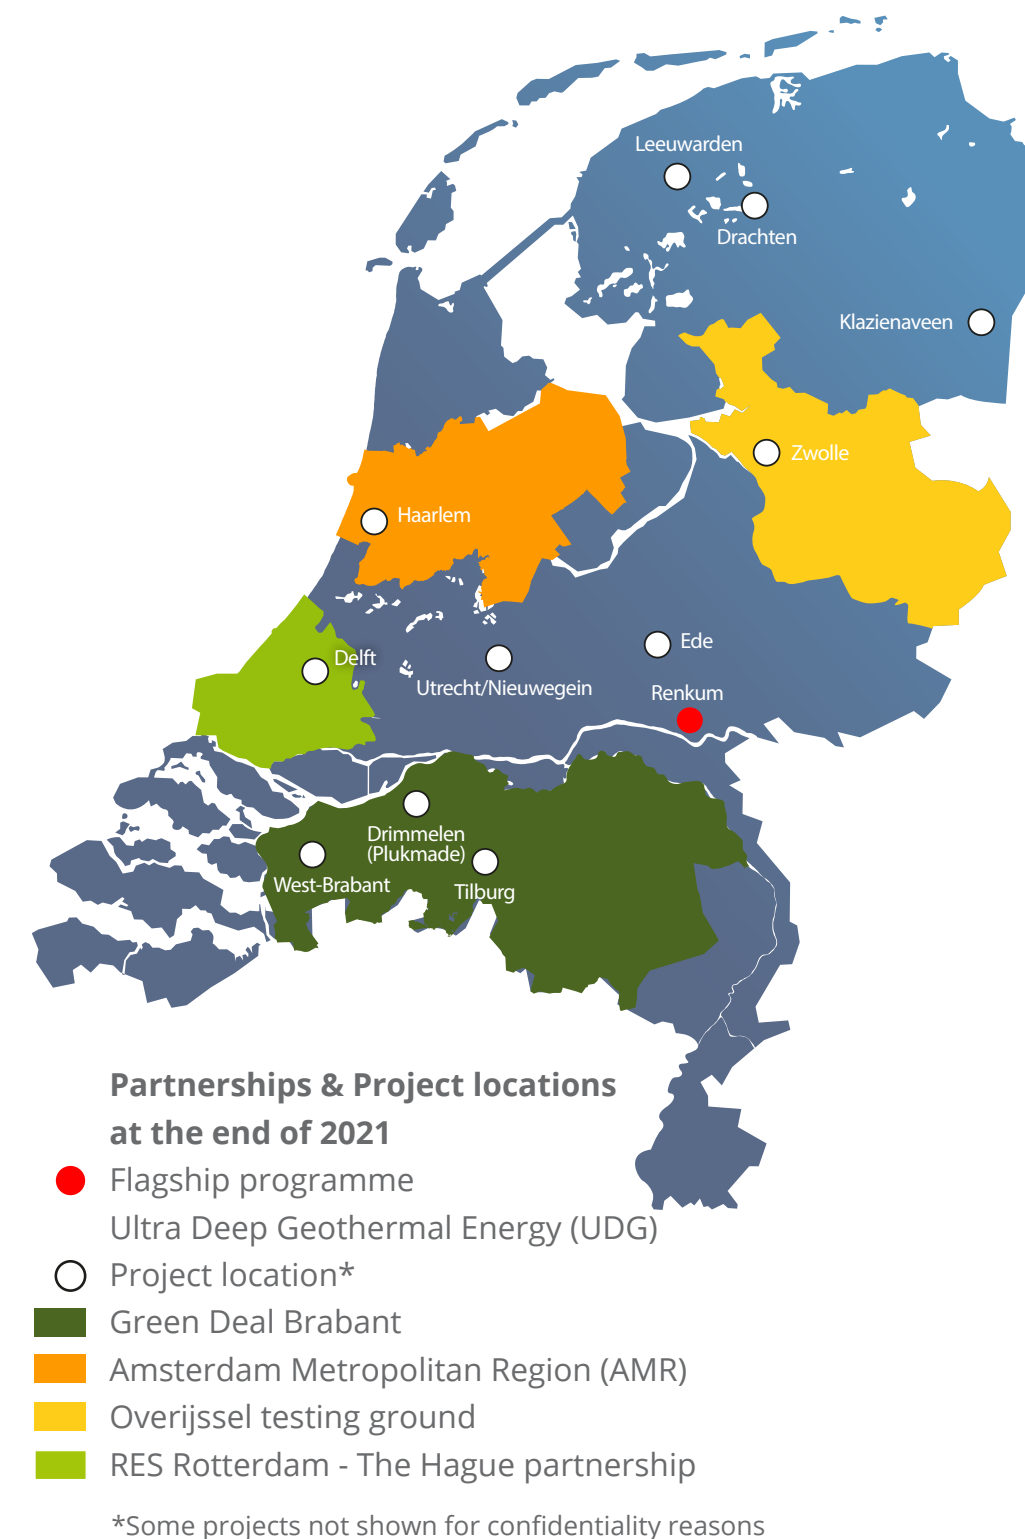 Leeuwarden
Drachten
Klazienaveen
Zwolle
Haarlem
Ede
Delft
Utrecht/Nieuwegein
Renkum
Drimmelen
(Plukmade)
West-Brabant
Tilburg
Partnerships & Project locations
at the end of 2021
Flagship programme
Ultra Deep Geothermal Energy (UDG)
Project location*
Green Deal Brabant
Amsterdam Metropolitan Region (AMR)
Overijssel testing ground
RES Rotterdam - The Hague partnership
*Some projects not shown for confidentiality reasons